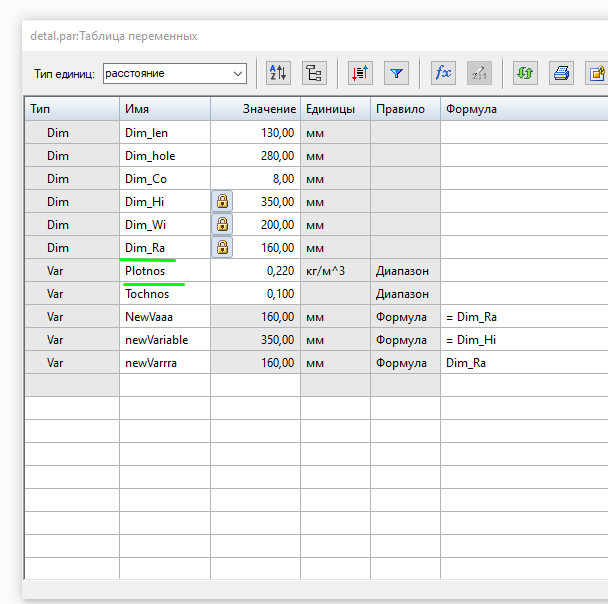 detal.par:Таблица переменных
Тип единиц: расстояние
Тип Имя Значение Единицы Правило Формула
Dim Dim_len 130,00 мм
Dim Dim_hole 280,00 мм
Dim Dim_Co 8,00 мм
Dim Dim_Hi 350,00 мм
Dim Dim_Wi 200,00 мм
Dim Dim_Ra 160,00 мм
Var Plotnos 0,220 кг/м^3 Диапазон
Var Tochnos 0,100 Диапазон
Var NewVaaa 160,00 мм Формула = Dim_Ra
Var newVariable 350,00 мм Формула = Dim_Hi
Var newVarrra 160,00 мм Формула Dim_Ra